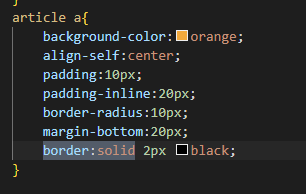 }
article a{
background-color:orange;
align-self:center;
padding:10px;
padding-inline:20px;
border-radius:10px;
margin-bottom:20px;
border:solid 2px black;
}